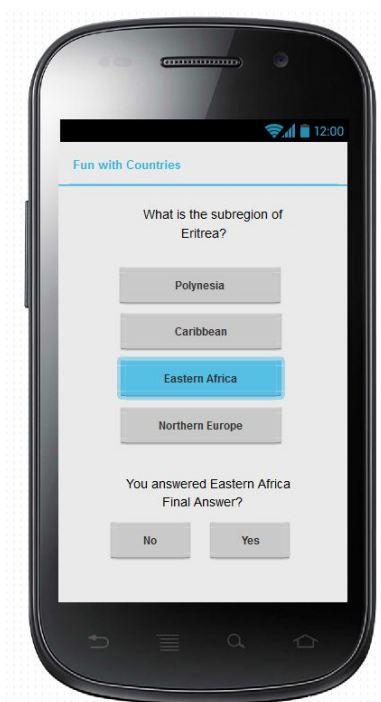 12:00
Fun with Countries
What is the subregion of
Eritrea?
Polynesia
Caribbean
Eastern Africa
Northern Europe
You answered Eastern Africa
Final Answer?
No Yes